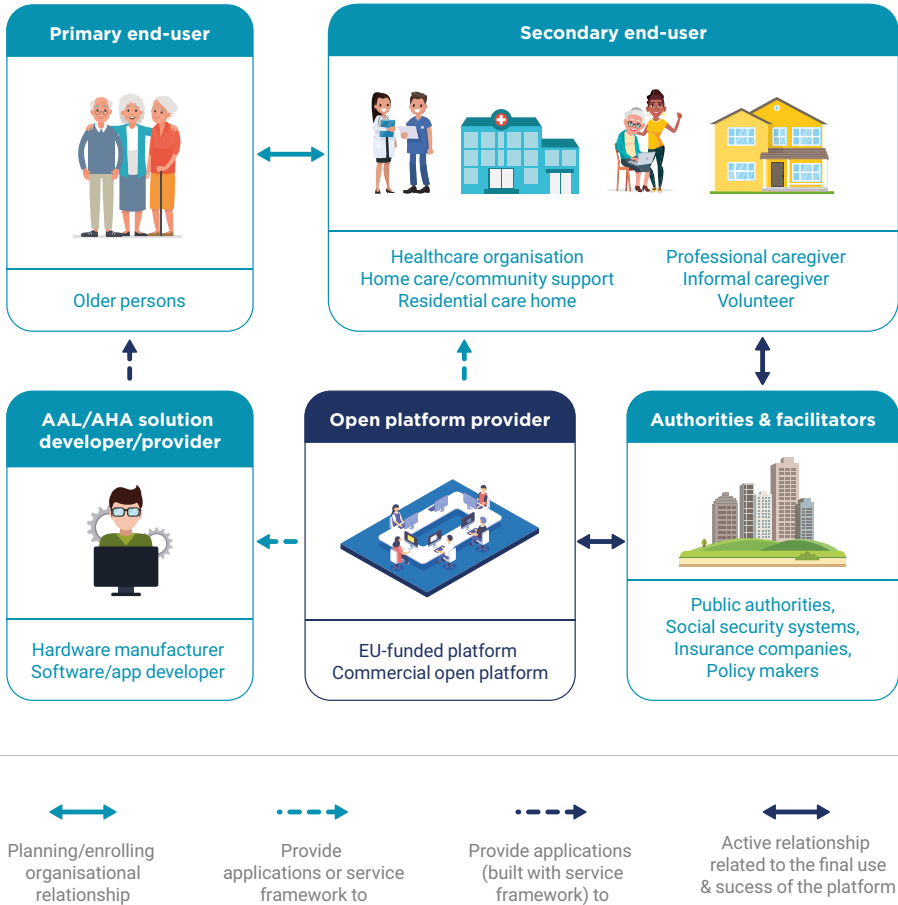 Primary end-user
Secondary end-user
Older persons
Healthcare organisation
Home care/community support
Residential care home
Professional caregiver
Informal caregiver
Volunteer
AAL/AHA solution
developer/provider
Open platform provider
Authorities & facilitators
Hardware manufacturer
Software/app developer
EU-funded platform
Commercial open platform
Public authorities,
Social security systems,
Insurance companies,
Policy makers
Planning/enrolling
organisational
relationship
Provide
applications or service
framework to
Provide applications
(built with service
framework) to
Active relationship
related to the final use
& sucess of the platform